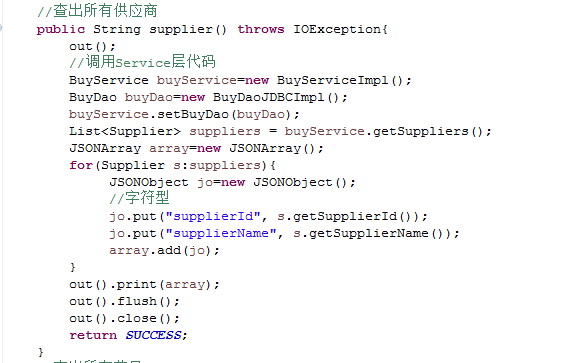 //查出所有供应商
public String supplier() throws IOException{
out();
//调用Service层代码
BuyService buyService=new BuyServiceImpl();
BuyDao buyDao=new BuyDaoJDBCImpl();
buyService.setBuyDao(buyDao);
List<Supplier> suppliers = buyService.getSuppliers();
JSONArray array=new JSONArray();
for(Supplier s:suppliers){
JSONObject jo=new JSONObject();
//字符型
jo.put("supplierId", s.getSupplierId());
jo.put("supplierName", s.getSupplierName());
array.add(jo);
}
out().print(array);
out().flush();
out().close();
return SUCCESS;
}